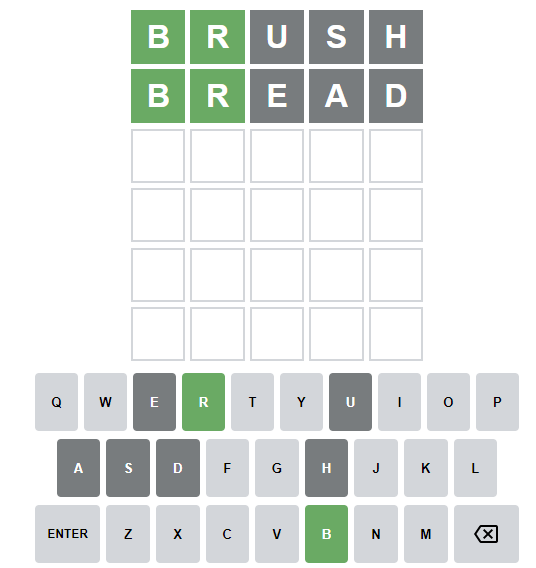 B R U S H
B R E A D
Q W E R T Y U I O P
A S D F G H J K L
ENTER Z X C V B N M